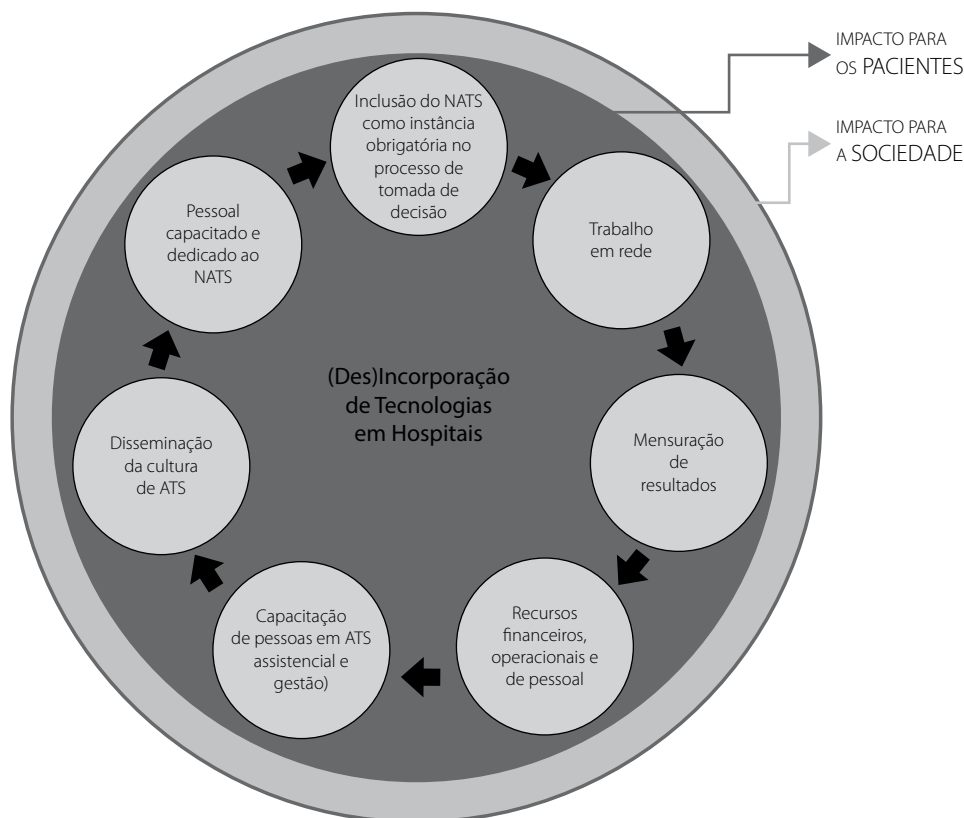 IMPACTO PARA
OS PACIENTES
IMPACTO PARA
A SOCIEDADE
Inclusão do NATS
como instância
obrigatória no
processo de
tomada de
decisão
Trabalho
em rede
Mensuração
de
resultados
Recursos
financeiros,
operacionais e
de pessoal
Capacitação
de pessoas em ATS
assistencial e
gestão)
Disseminação
da cultura
de ATS
Pessoal
capacitado e
dedicado ao
NATS
(Des)Incorporação
de Tecnologias
em Hospitais